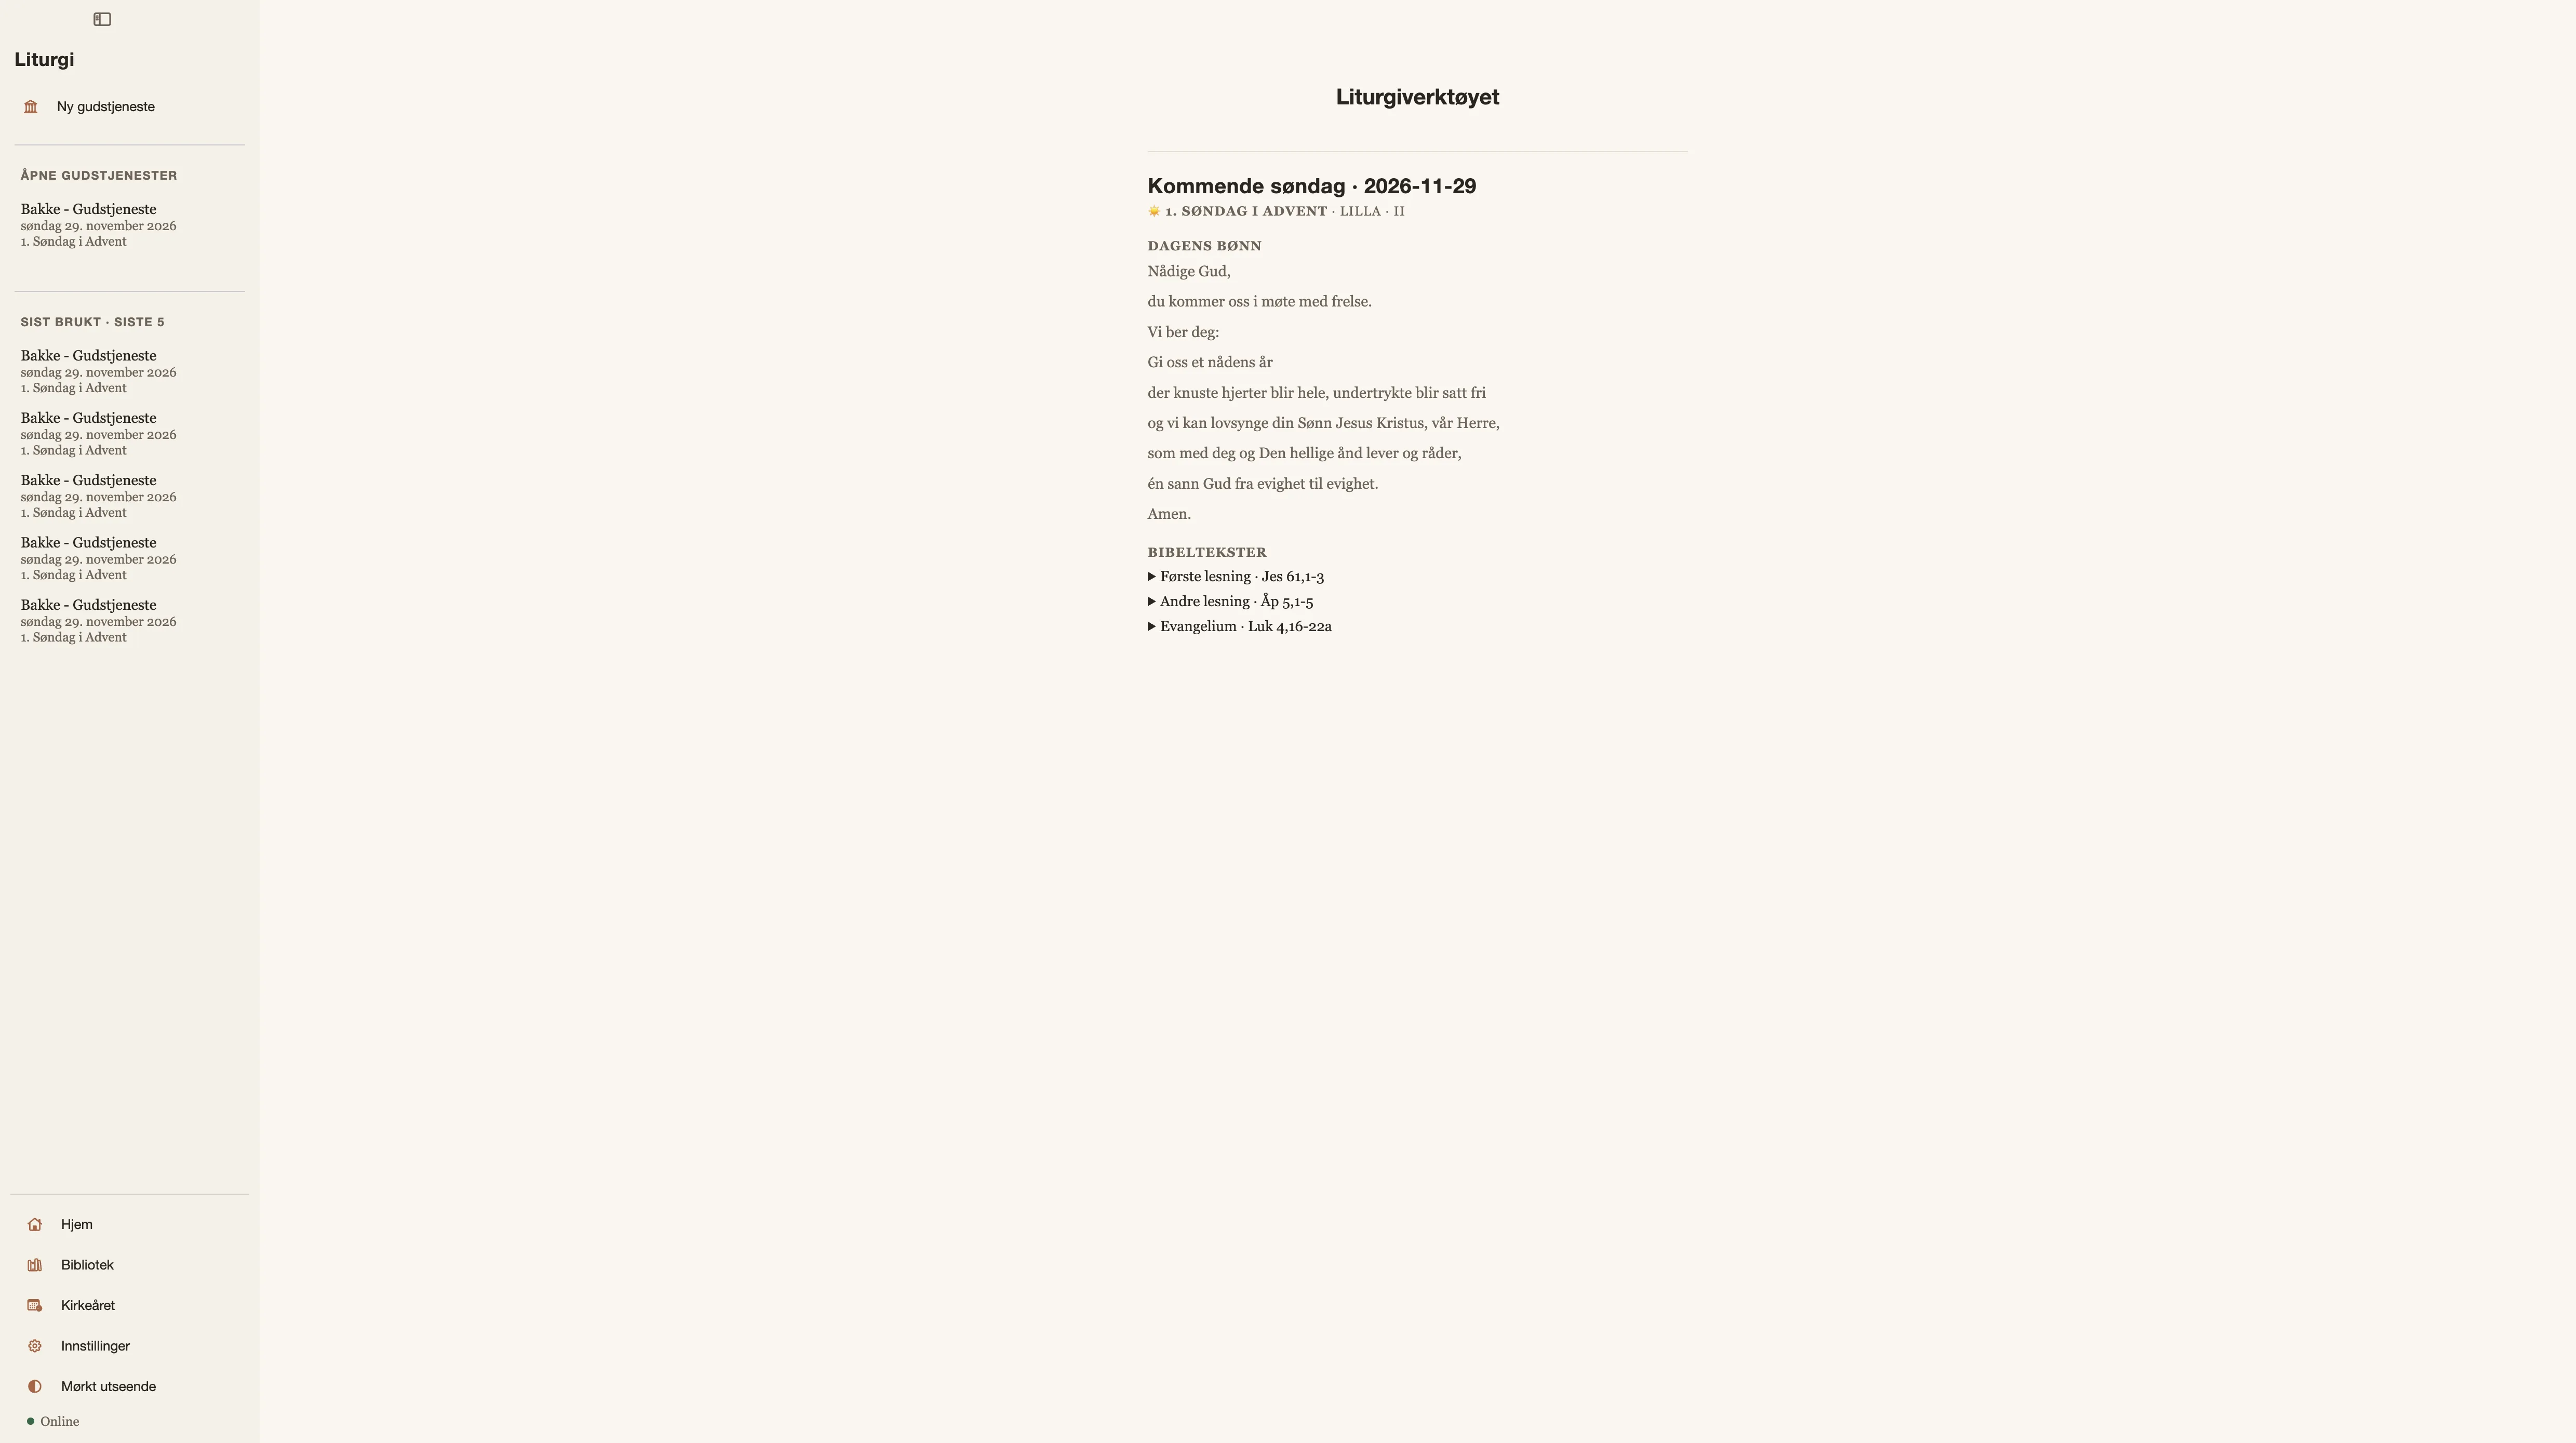 Liturgi
Ny gudstjeneste
ÅPNE GUDSTJENESTER
Bakke - Gudstjeneste
søndag 29. november 2026
1. Søndag i Advent
SIST BRUKT · SISTE 5
Bakke - Gudstjeneste
søndag 29. november 2026
1. Søndag i Advent
Bakke - Gudstjeneste
søndag 29. november 2026
1. Søndag i Advent
Bakke - Gudstjeneste
søndag 29. november 2026
1. Søndag i Advent
Bakke - Gudstjeneste
søndag 29. november 2026
1. Søndag i Advent
Bakke - Gudstjeneste
søndag 29. november 2026
1. Søndag i Advent
Hjem
Bibliotek
Kirkeåret
Innstillinger
Mørkt utseende
Online
Liturgiverktøyet
Kommende søndag · 2026-11-29
1. SØNDAG I ADVENT · LILLA · II
DAGENS BØNN
Nådige Gud,
du kommer oss i møte med frelse.
Vi ber deg:
Gi oss et nådens år
der knuste hjerter blir hele, undertrykte blir satt fri
og vi kan lovsynge din Sønn Jesus Kristus, vår Herre,
som med deg og Den hellige ånd lever og råder,
én sann Gud fra evighet til evighet.
Amen.
BIBELTEKSTER
Første lesning · Jes 61,1-3
Andre lesning · Åp 5,1-5
Evangelium · Luk 4,16-22a